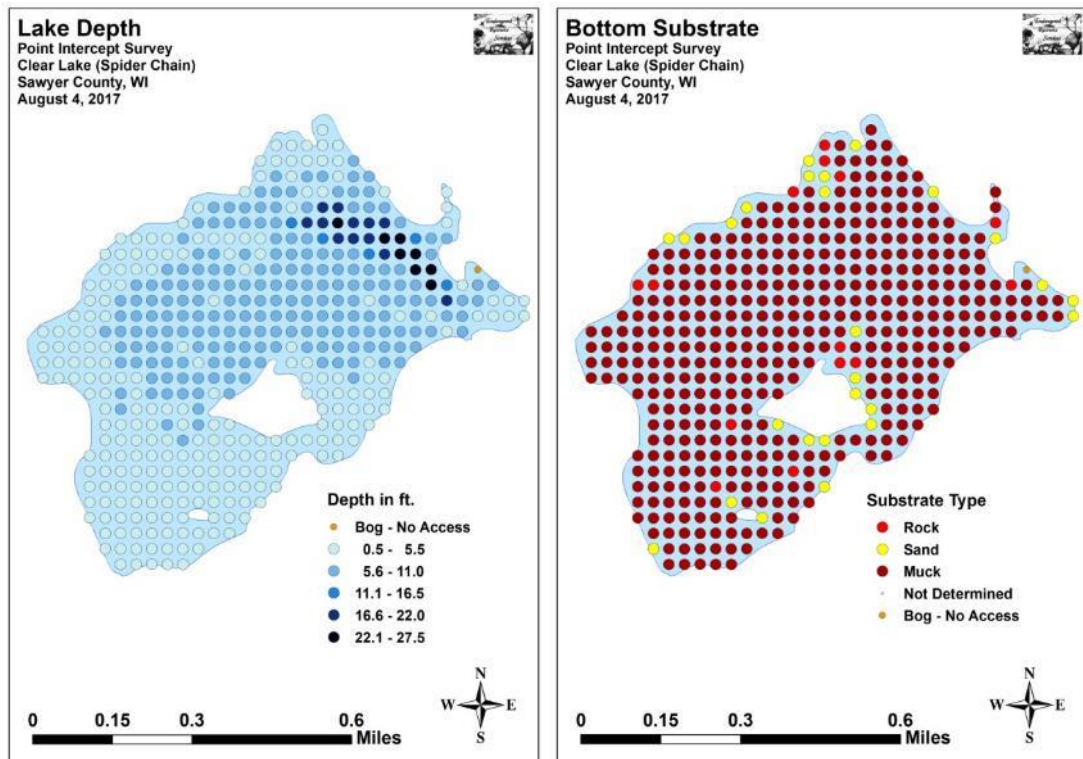 Lake Depth
Point Intercept Survey
Clear Lake (Spider Chain)
Sawyer County, WI
August 4, 2017
Depth in ft.
Bog - No Access
0.5 - 5.5
5.6 - 11.0
11.1 - 16.5
16.6 - 22.0
22.1 - 27.5
N
W E
S
0 0.15 0.3 0.6
Miles
Bottom Substrate
Point Intercept Survey
Clear Lake (Spider Chain)
Sawyer County, WI
August 4, 2017
Substrate Type
Rock
Sand
Muck
Not Determined
Bog - No Access
N
W E
S
0 0.15 0.3 0.6
Miles